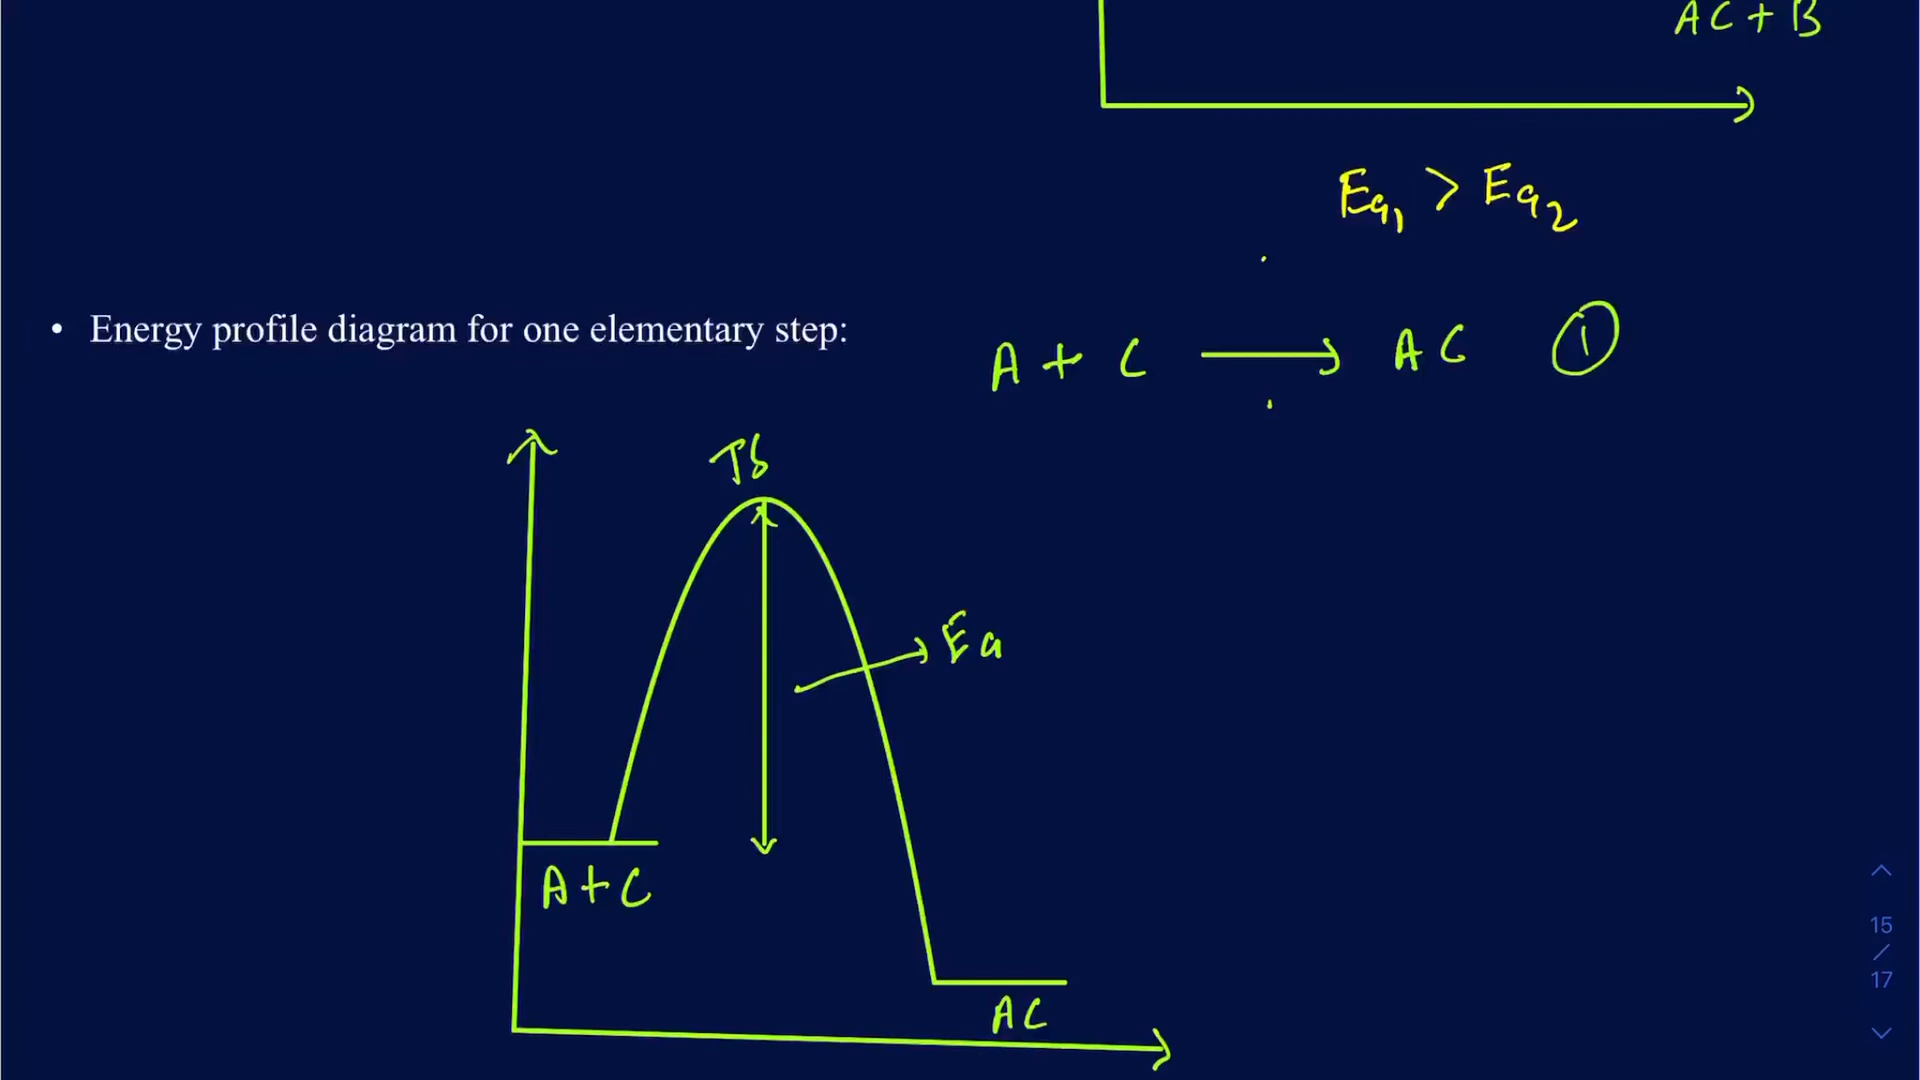 AC + B
Ea1 > Ea2
• Energy profile diagram for one elementary step:
A + C → AC ①
TS
Ea
A+C
AC
15
/
17